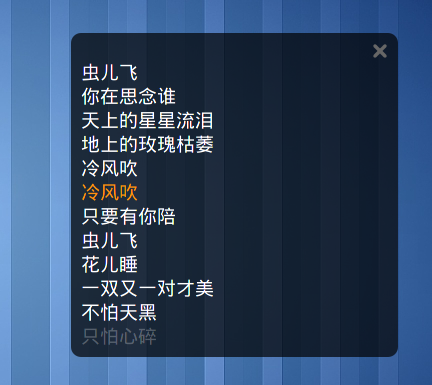 虫儿飞
你在思念谁
天上的星星流泪
地上的玫瑰枯萎
冷风吹
冷风吹
只要有你陪
虫儿飞
花儿睡
一双又一对才美
不怕天黑
只怕心碎